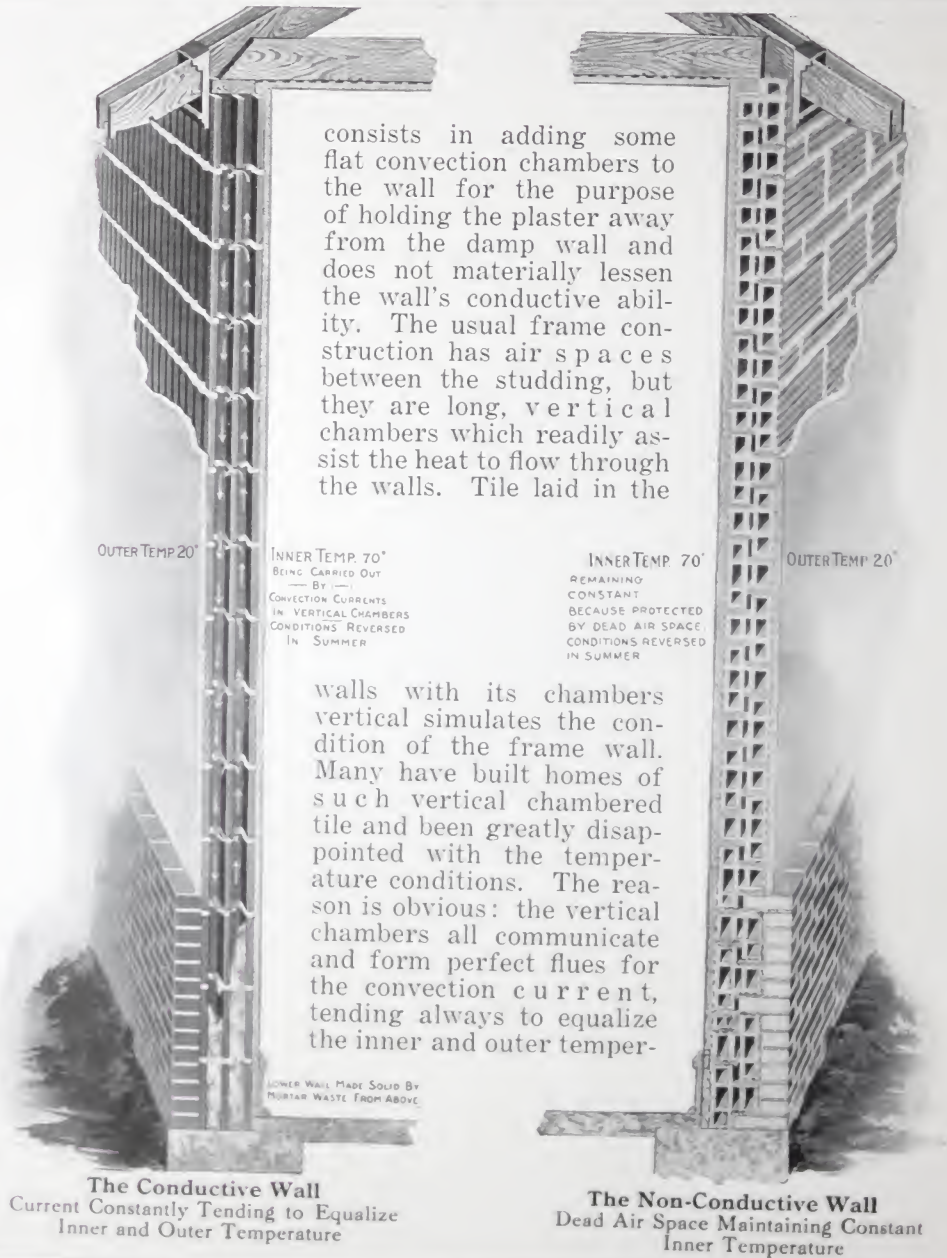 consists in adding some
flat convection chambers to
the wall for the purpose
of holding the plaster away
from the damp wall and
does not materially lessen
the wall's conductive abil-
ity. The usual frame con-
struction has air spaces
between the studding, but
they are long, vertical
chambers which readily as-
sist the heat to flow through
the walls. Tile laid in the
OUTER TEMP. 20°
INNER TEMP. 70°
BEING CARRIED OUT
— BY —
CONVECTION CURRENTS
IN VERTICAL CHAMBERS
CONDITIONS REVERSED
IN SUMMER
INNER TEMP. 70°
REMAINING
CONSTANT
BECAUSE PROTECTED
BY DEAD AIR SPACE.
CONDITIONS REVERSED
IN SUMMER
OUTER TEMP 20°
walls with its chambers
vertical simulates the con-
dition of the frame wall.
Many have built homes of
such vertical chambered
tile and been greatly disap-
pointed with the temper-
ature conditions. The rea-
son is obvious: the vertical
chambers all communicate
and form perfect flues for
the convection current,
tending always to equalize
the inner and outer temper-
LOWER WALL MADE SOLID BY
MORTAR WASTE FROM ABOVE
The Conductive Wall
Current Constantly Tending to Equalize
Inner and Outer Temperature
The Non-Conductive Wall
Dead Air Space Maintaining Constant
Inner Temperature